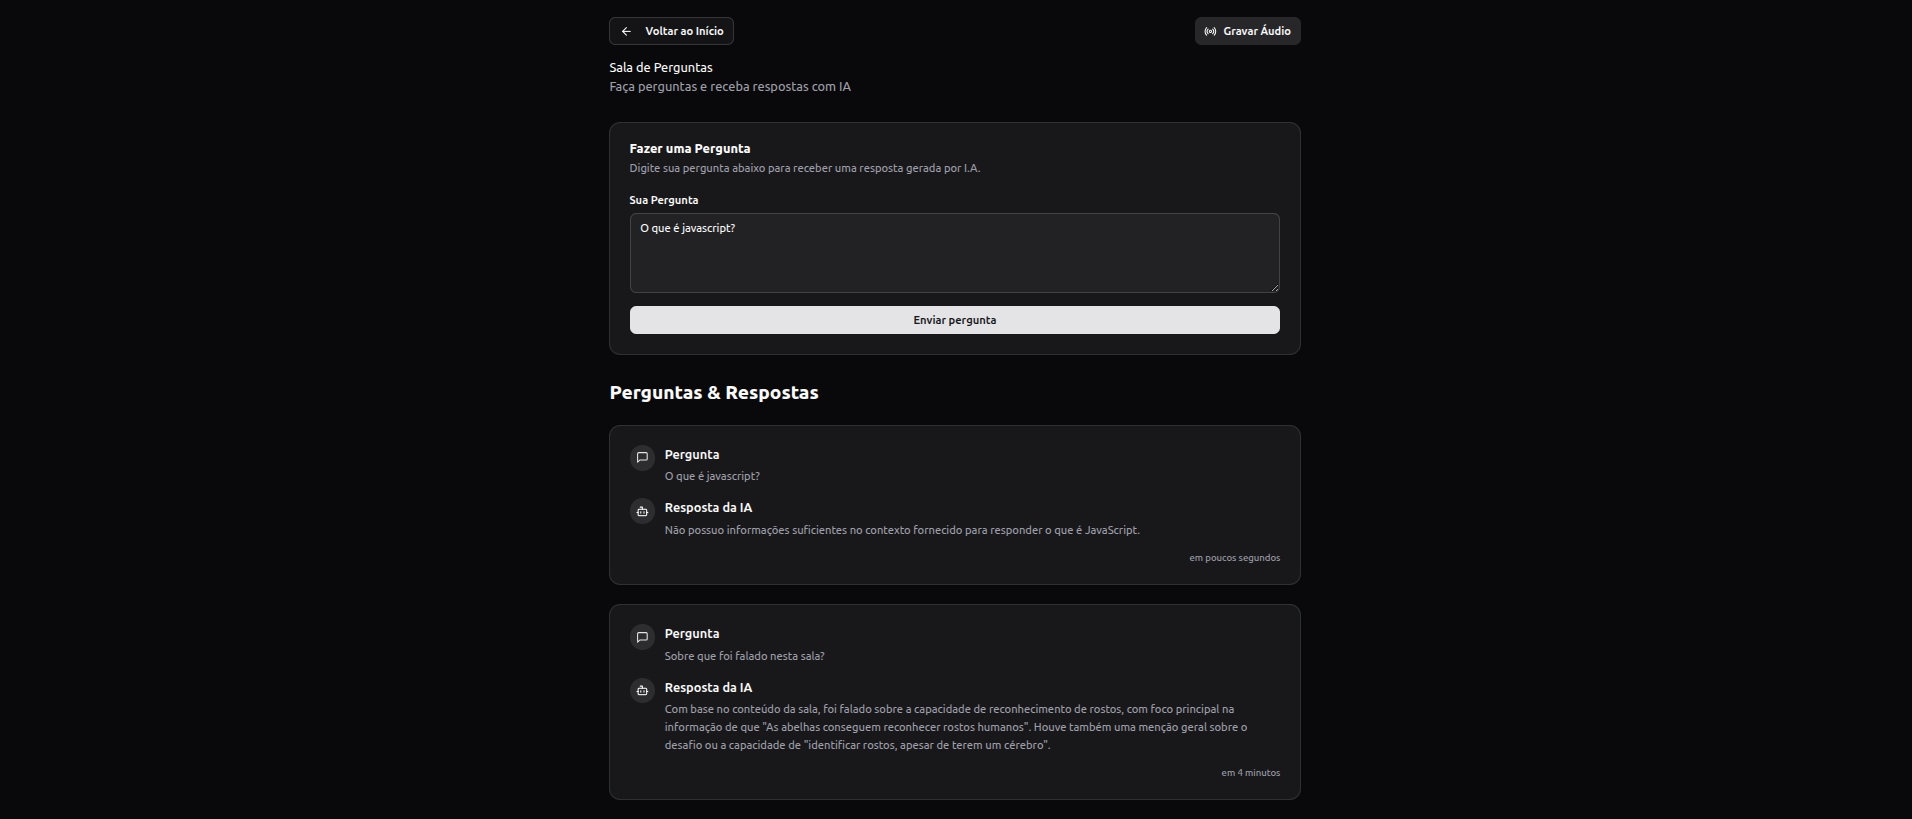 Voltar ao Início
Gravar Áudio
Sala de Perguntas
Faça perguntas e receba respostas com IA
Fazer uma Pergunta
Digite sua pergunta abaixo para receber uma resposta gerada por I.A.
Sua Pergunta
O que é javascript?
Enviar pergunta
Perguntas & Respostas
Pergunta
O que é javascript?
Resposta da IA
Não possuo informações suficientes no contexto fornecido para responder o que é JavaScript.
em poucos segundos
Pergunta
Sobre que foi falado nesta sala?
Resposta da IA
Com base no conteúdo da sala, foi falado sobre a capacidade de reconhecimento de rostos, com foco principal na
informação de que "As abelhas conseguem reconhecer rostos humanos". Houve também uma menção geral sobre o
desafio ou a capacidade de "identificar rostos, apesar de terem um cérebro".
em 4 minutos